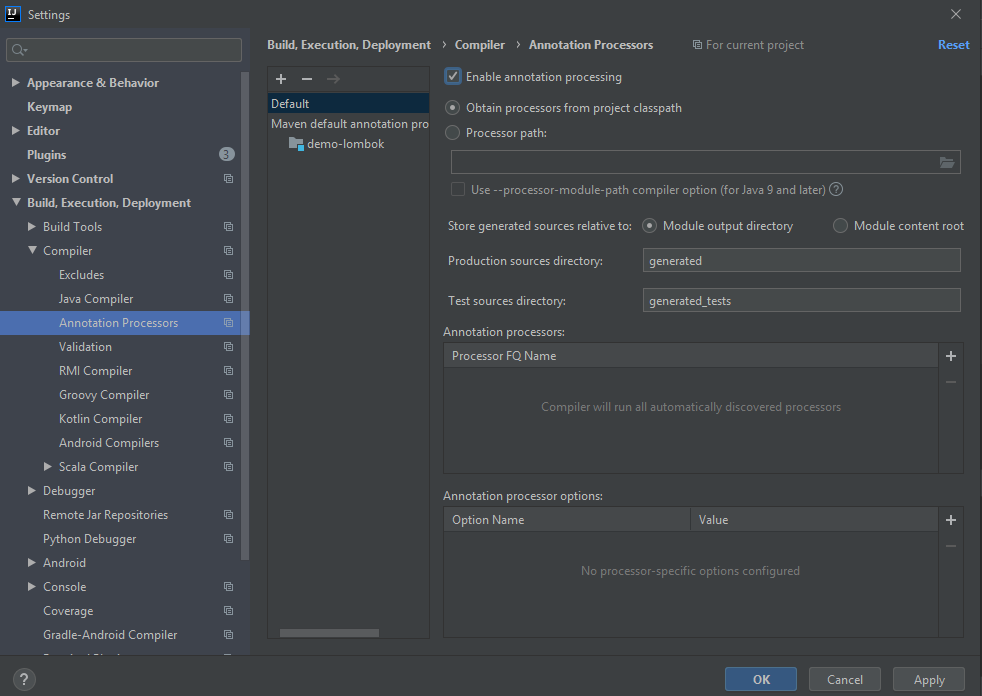 Settings
Build, Execution, Deployment › Compiler › Annotation Processors For current project Reset
Appearance & Behavior
Keymap
Editor
Plugins 3
Version Control
Build, Execution, Deployment
Build Tools
Compiler
Excludes
Java Compiler
Annotation Processors
Validation
RMI Compiler
Groovy Compiler
Kotlin Compiler
Android Compilers
Scala Compiler
Debugger
Remote Jar Repositories
Python Debugger
Android
Console
Coverage
Gradle-Android Compiler
Default
Maven default annotation pro
demo-lombok
Enable annotation processing
Obtain processors from project classpath
Processor path:
Use --processor-module-path compiler option (for Java 9 and later) ?
Store generated sources relative to: Module output directory Module content root
Production sources directory: generated
Test sources directory: generated_tests
Annotation processors:
Processor FQ Name
Compiler will run all automatically discovered processors
Annotation processor options:
Option Name Value
No processor-specific options configured
? OK Cancel Apply